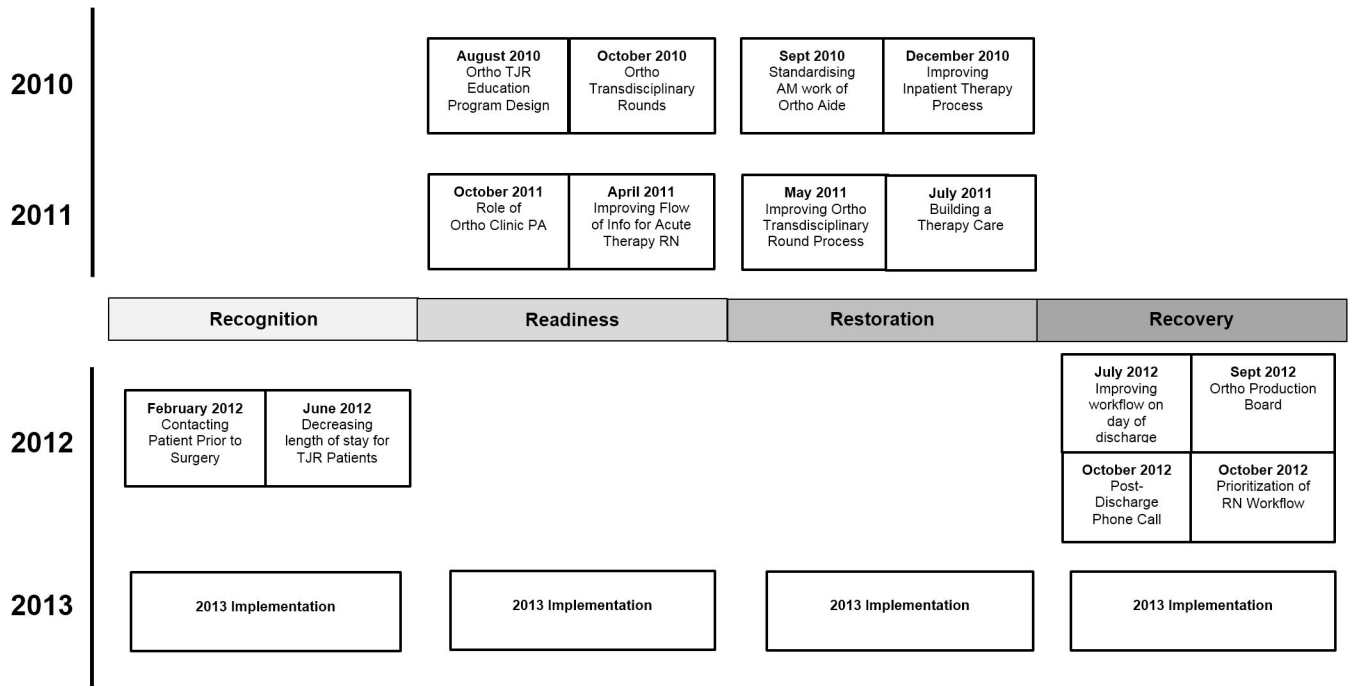 2010
August 2010
Ortho TJR
Education
Program Design
October 2010
Ortho
Transdisciplinary
Rounds
Sept 2010
Standardising
AM work of
Ortho Aide
December 2010
Improving
Inpatient Therapy
Process
2011
October 2011
Role of
Ortho Clinic PA
April 2011
Improving Flow
of Info for Acute
Therapy RN
May 2011
Improving Ortho
Transdisciplinary
Round Process
July 2011
Building a
Therapy Care
Recognition
Readiness
Restoration
Recovery
2012
February 2012
Contacting
Patient Prior to
Surgery
June 2012
Decreasing
length of stay for
TJR Patients
July 2012
Improving
workflow on
day of
discharge
Sept 2012
Ortho Production
Board
October 2012
Post-
Discharge
Phone Call
October 2012
Prioritization of
RN Workflow
2013
2013 Implementation
2013 Implementation
2013 Implementation
2013 Implementation